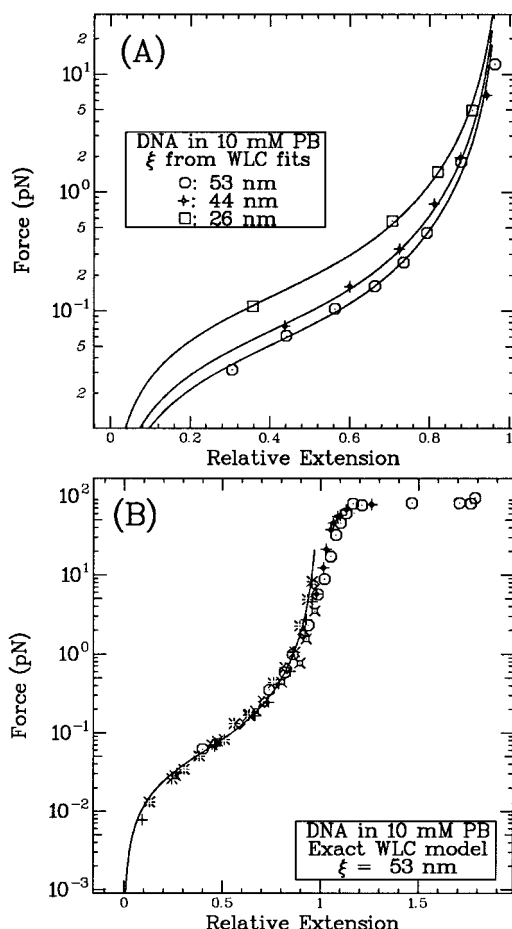 (A)
10¹
5
2
10⁰
5
2
10⁻¹
5
2
Force (pN)
DNA in 10 mM PB
ξ from WLC fits
○: 53 nm
✦: 44 nm
□: 26 nm
0 0.2 0.4 0.6 0.8 1
Relative Extension
(B)
10²
10¹
10⁰
10⁻¹
10⁻²
10⁻³
Force (pN)
DNA in 10 mM PB
Exact WLC model
ξ = 53 nm
0 0.5 1 1.5
Relative Extension